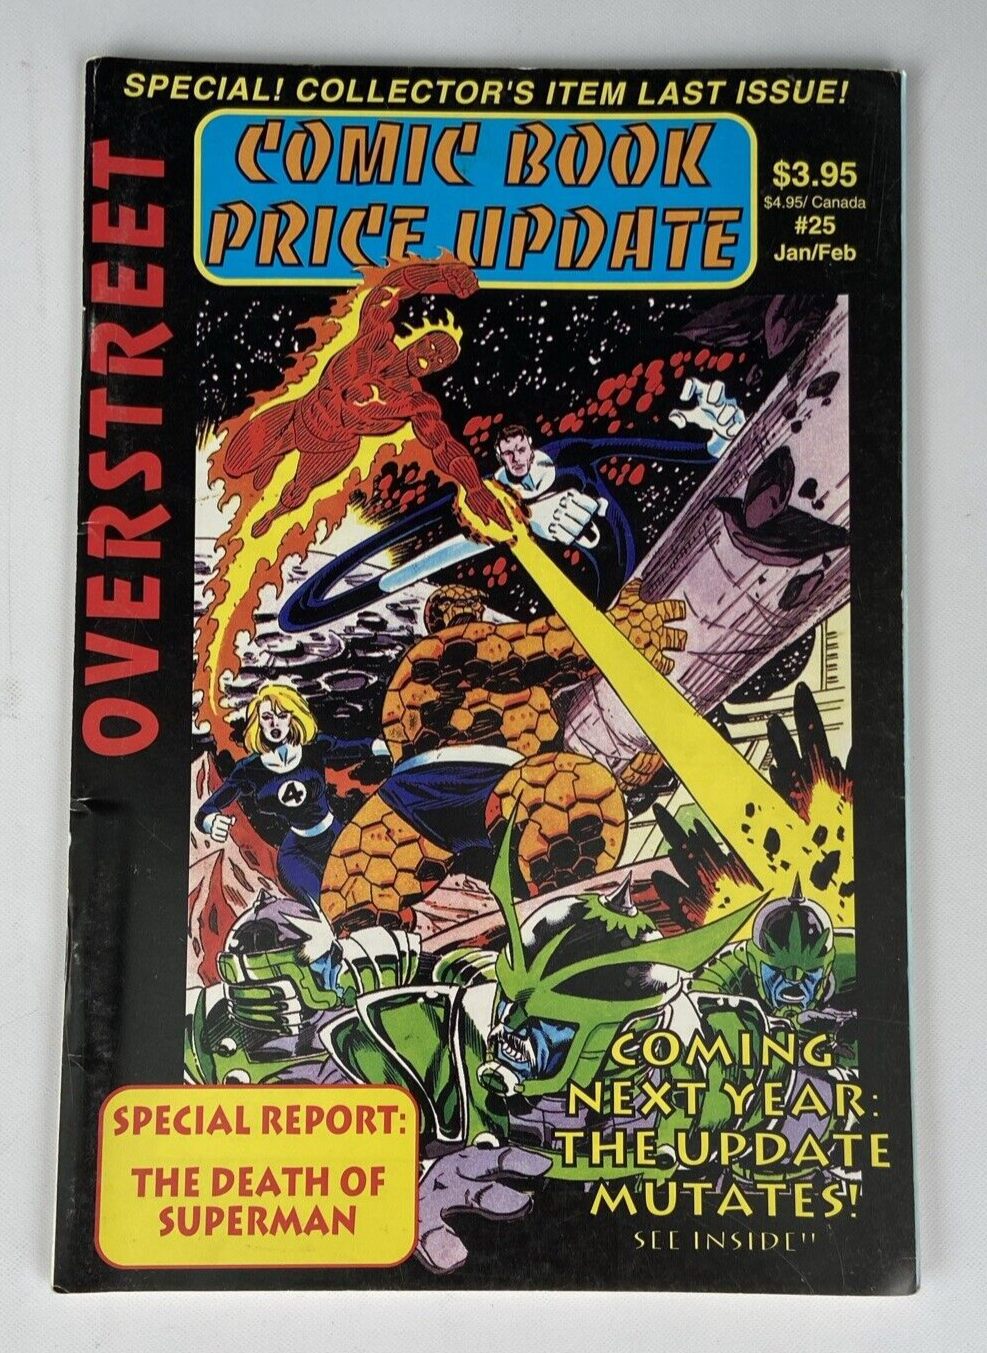 SPECIAL! COLLECTOR'S ITEM LAST ISSUE!
OVERSTREET
COMIC BOOK
PRICE UPDATE
$3.95
$4.95/ Canada
#25
Jan/Feb
4
SPECIAL REPORT:
THE DEATH OF
SUPERMAN
COMING
NEXT YEAR:
THE UPDATE
MUTATES!
SEE INSIDE"